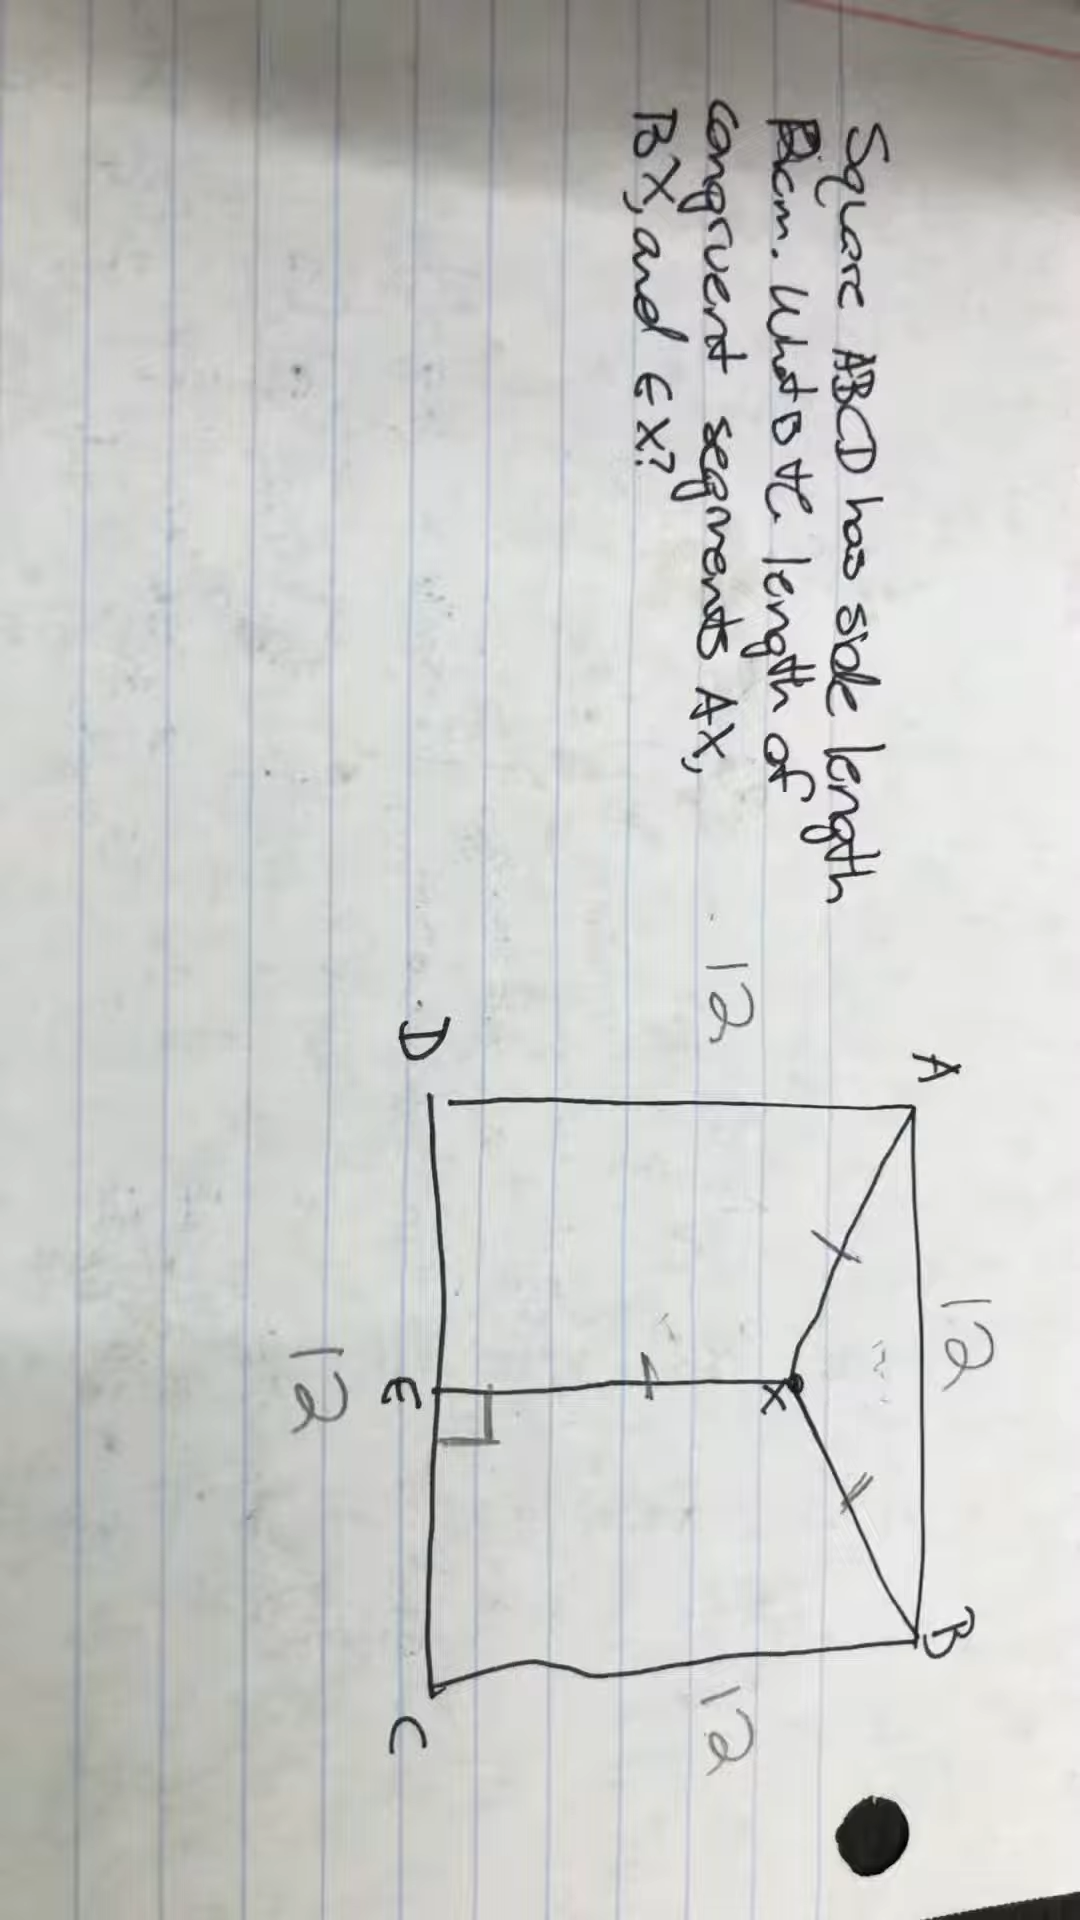 Square ABCD has side length
cm. What is the length of
congruent segments AX,
BX, and EX?
A
B
12
12
X
12
D
E
C
12